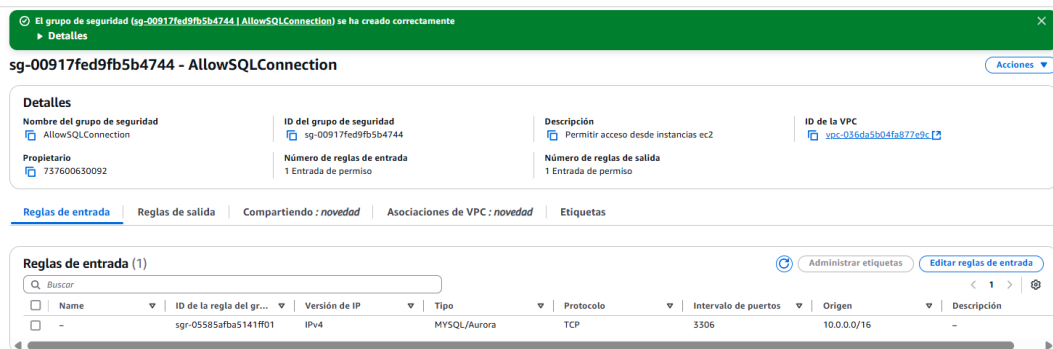 El grupo de seguridad (sg-00917fed9fb5b4744 | AllowSQLConnection) se ha creado correctamente
Detalles
sg-00917fed9fb5b4744 - AllowSQLConnection
Acciones
Detalles
Nombre del grupo de seguridad
AllowSQLConnection
ID del grupo de seguridad
sg-00917fed9fb5b4744
Descripción
Permitir acceso desde instancias ec2
ID de la VPC
vpc-036da5b04fa877e9c
Propietario
737600630092
Número de reglas de entrada
1 Entrada de permiso
Número de reglas de salida
1 Entrada de permiso
Reglas de entrada Reglas de salida Compartiendo : novedad Asociaciones de VPC : novedad Etiquetas
Reglas de entrada (1)
Administrar etiquetas Editar reglas de entrada
Buscar
1
Name ID de la regla del gr... Versión de IP Tipo Protocolo Intervalo de puertos Origen Descripción
– sgr-05585afba5141ff01 IPv4 MYSQL/Aurora TCP 3306 10.0.0.0/16 –